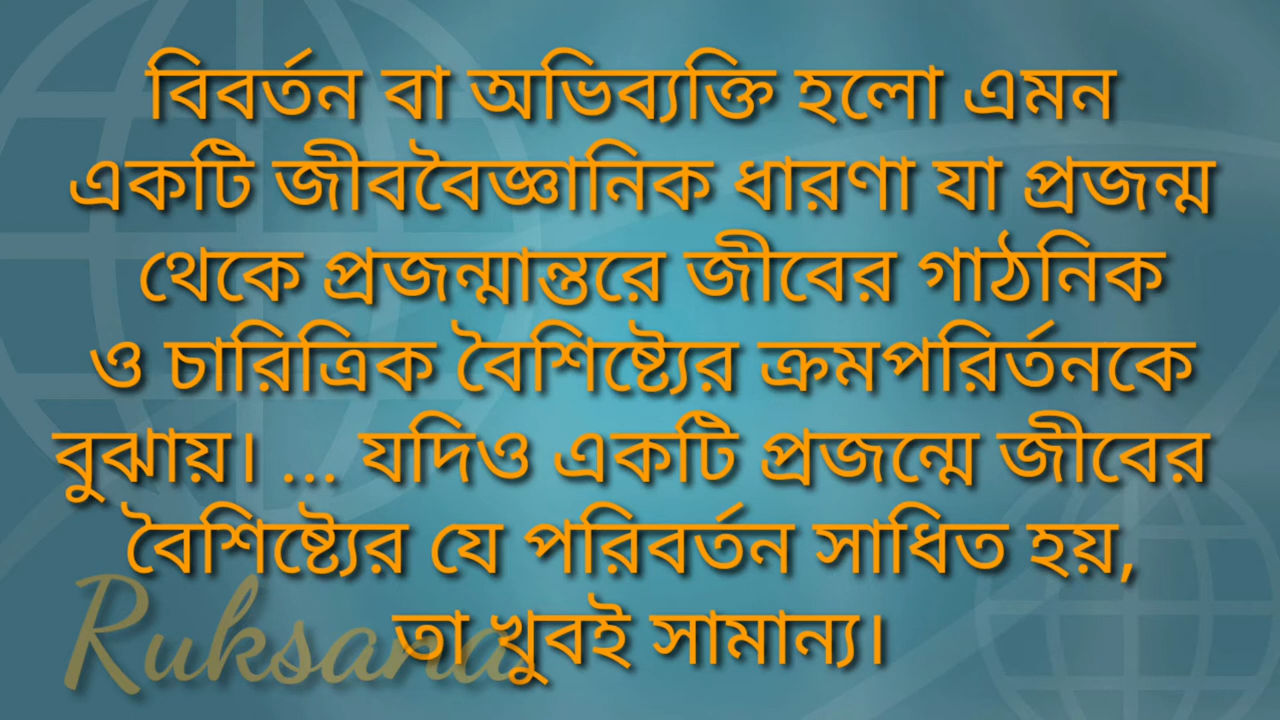 বিবর্তন বা অভিব্যক্তি হলো এমন
একটি জীববৈজ্ঞানিক ধারণা যা প্রজন্ম
থেকে প্রজন্মান্তরে জীবের গাঠনিক
ও চারিত্রিক বৈশিষ্ট্যের ক্রমপরির্তনকে
বুঝায়। ... যদিও একটি প্রজন্মে জীবের
বৈশিষ্ট্যের যে পরিবর্তন সাধিত হয়,
তা খুবই সামান্য।
Ruksana